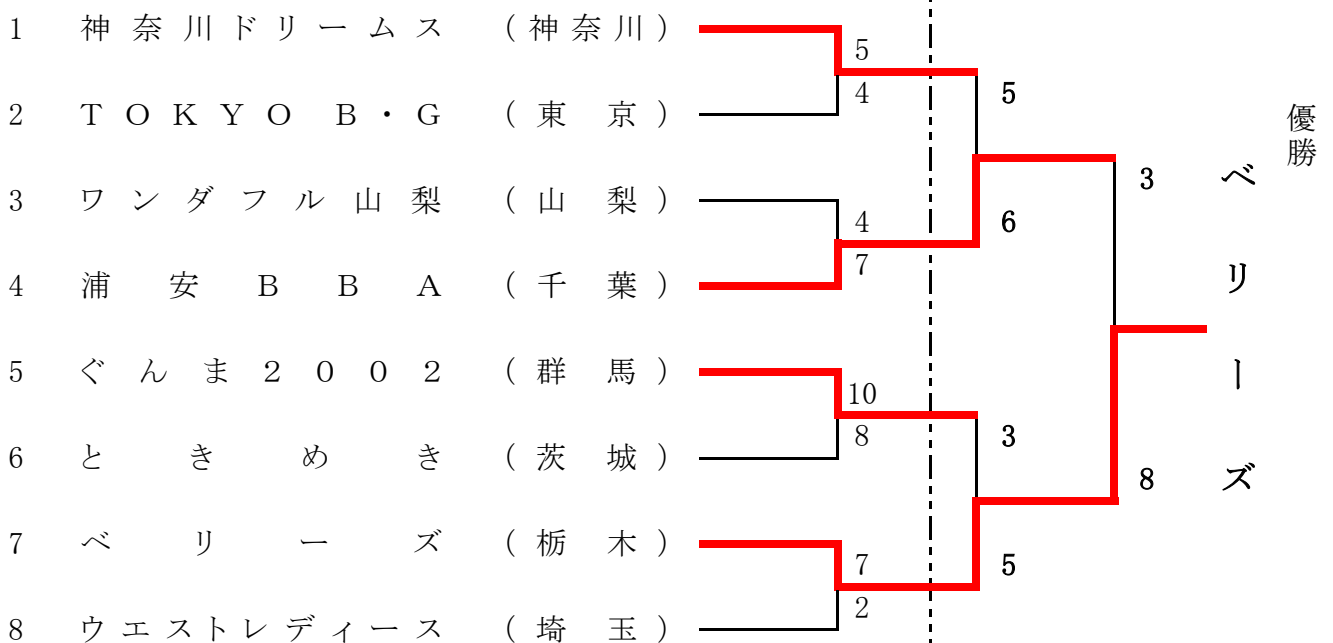 1 神奈川ドリームス (神奈川)
5
4
2 TOKYO B・G (東京)
5
3 ワンダフル山梨 (山梨)
4
7
6
4 浦安BBA (千葉)
3
5 ぐんま2002 (群馬)
10
8
3
6 ときめき (茨城)
8
7 ベリーズ (栃木)
7
2
5
8 ウエストレディース (埼玉)
優勝
ベリーズ